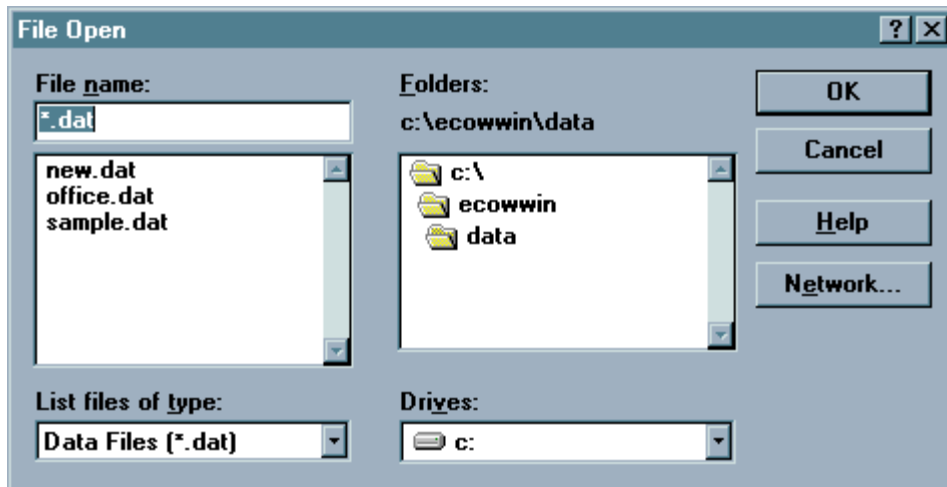 File Open
File name:
*.dat
new.dat
office.dat
sample.dat
List files of type:
Data Files (*.dat)
Folders:
c:\ecowwin\data
c:\
ecowwin
data
Drives:
c:
OK
Cancel
Help
Network...